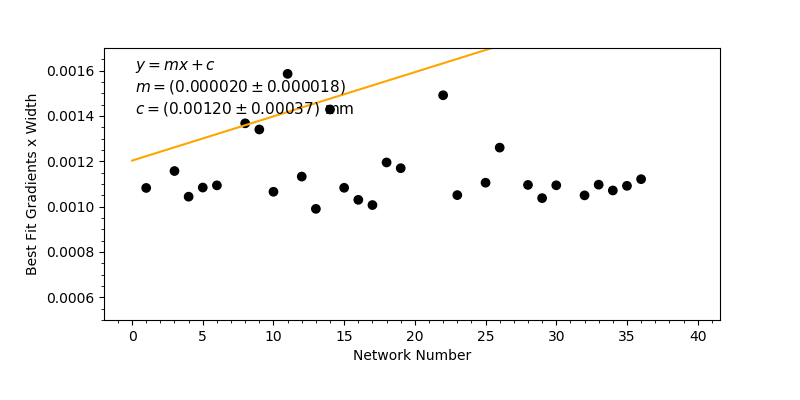 y = mx + c
m = (0.000020 ± 0.000018)
c = (0.00120 ± 0.00037) mm
0.0016
0.0014
0.0012
0.0010
0.0008
0.0006
Best Fit Gradients x Width
0 5 10 15 20 25 30 35 40
Network Number